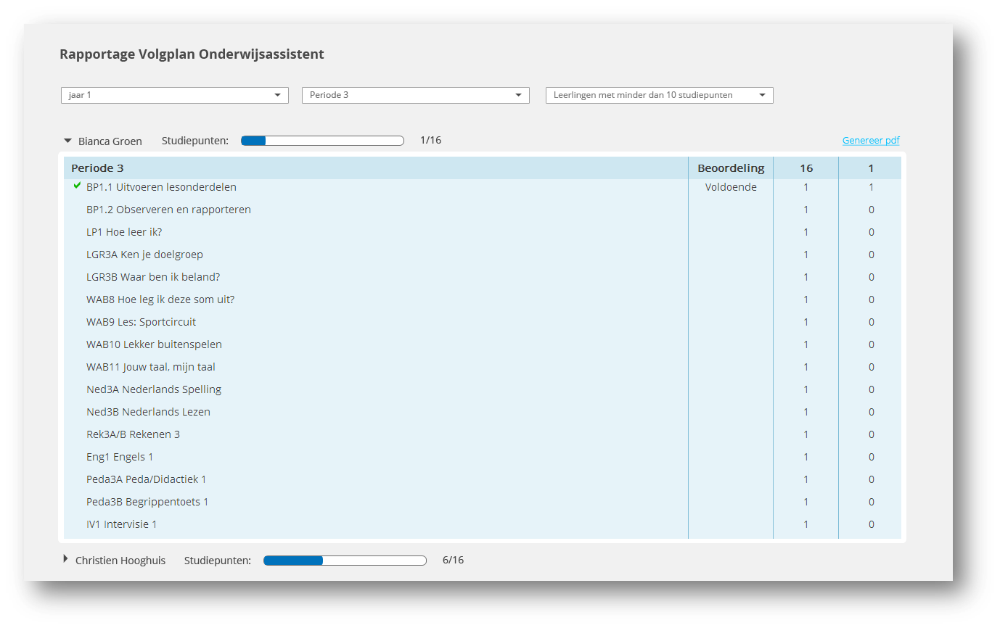 Rapportage Volgplan Onderwijsassistent
jaar 1 Periode 3 Leerlingen met minder dan 10 studiepunten
Bianca Groen Studiepunten: 1/16 Genereer pdf
Periode 3 Beoordeling 16 1
BP1.1 Uitvoeren lesonderdelen Voldoende 1 1
BP1.2 Observeren en rapporteren 1 0
LP1 Hoe leer ik? 1 0
LGR3A Ken je doelgroep 1 0
LGR3B Waar ben ik beland? 1 0
WAB8 Hoe leg ik deze som uit? 1 0
WAB9 Les: Sportcircuit 1 0
WAB10 Lekker buitenspelen 1 0
WAB11 Jouw taal, mijn taal 1 0
Ned3A Nederlands Spelling 1 0
Ned3B Nederlands Lezen 1 0
Rek3A/B Rekenen 3 1 0
Eng1 Engels 1 1 0
Peda3A Peda/Didactiek 1 1 0
Peda3B Begrippentoets 1 1 0
IV1 Intervisie 1 1 0
Christien Hooghuis Studiepunten: 6/16